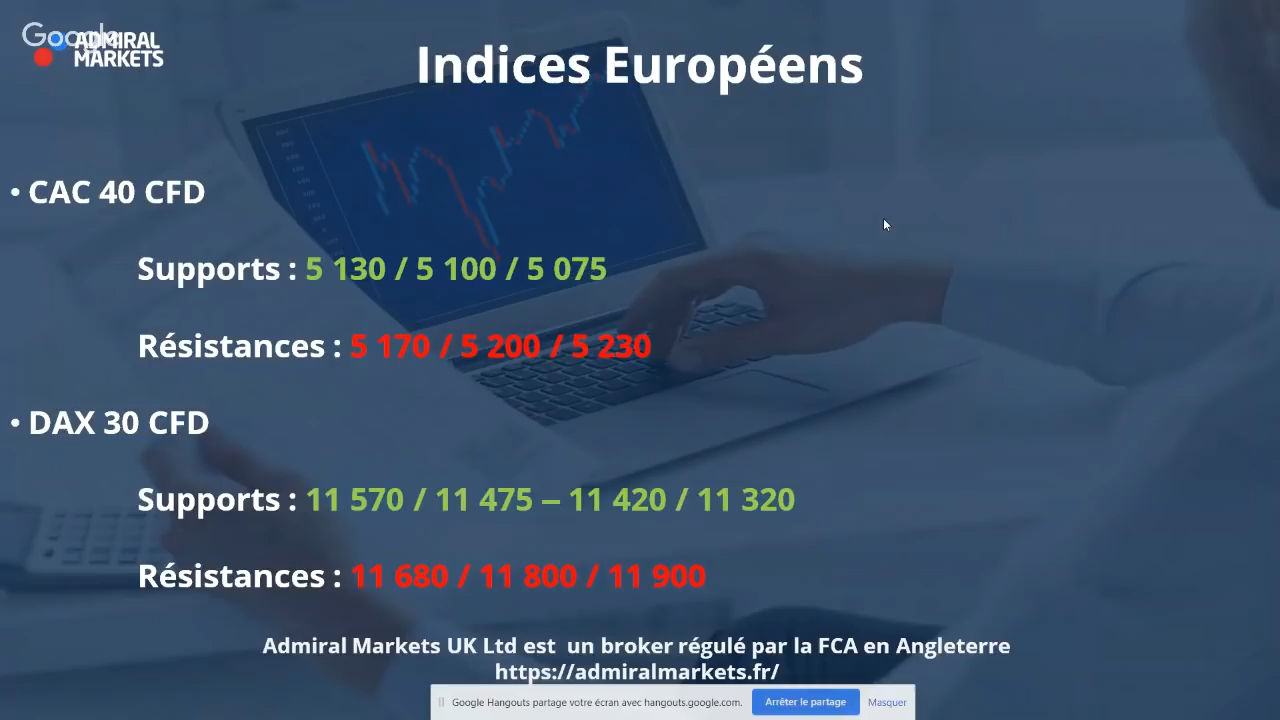 Google
ADMIRAL
MARKETS
Indices Européens
• CAC 40 CFD
Supports : 5 130 / 5 100 / 5 075
Résistances : 5 170 / 5 200 / 5 230
• DAX 30 CFD
Supports : 11 570 / 11 475 – 11 420 / 11 320
Résistances : 11 680 / 11 800 / 11 900
Admiral Markets UK Ltd est  un broker régulé par la FCA en Angleterre
https://admiralmarkets.fr/
Google Hangouts partage votre écran avec hangouts.google.com. Arrêter le partage Masquer